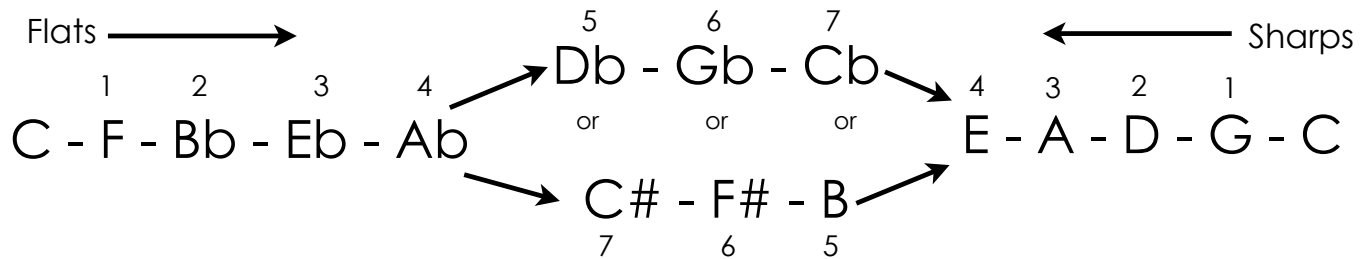 5 6 7
Flats Sharps
Db - Gb - Cb
1 2 3 4 4 3 2 1
or or or
C - F - Bb - Eb - Ab E - A - D - G - C
C# - F# - B
7 6 5